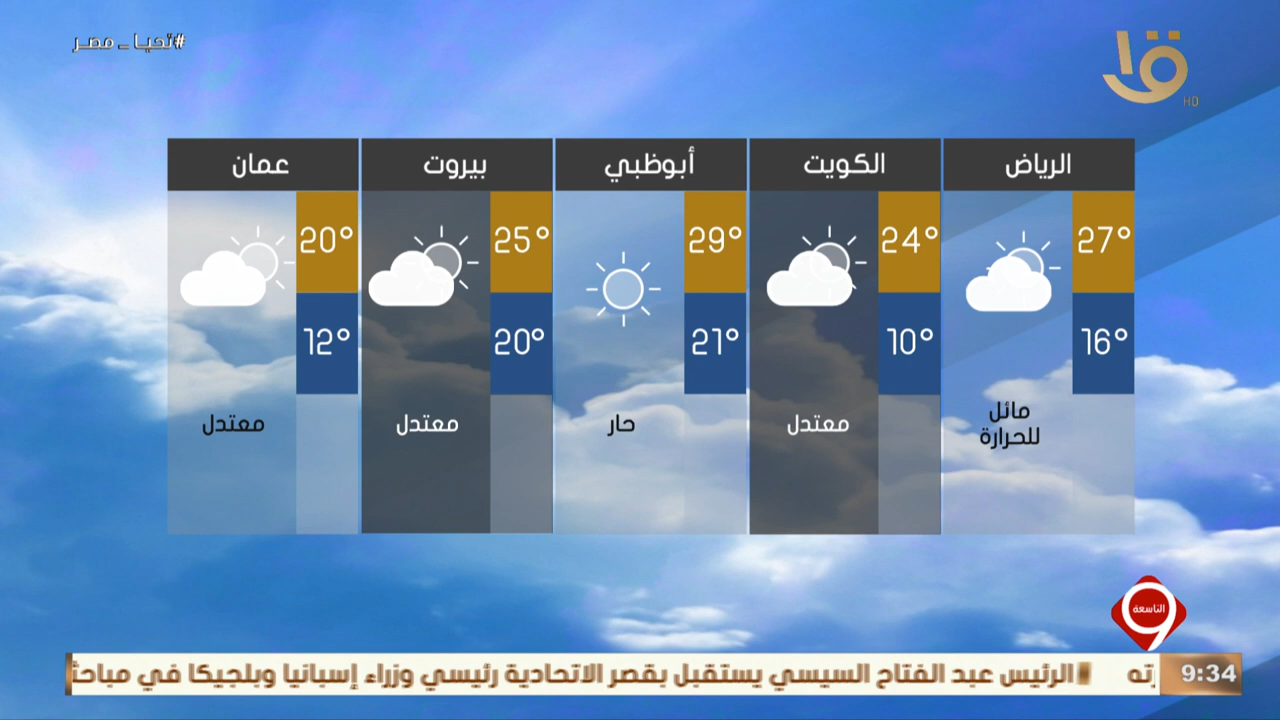 #تحيا_مصر
HD
الرياض
27°
16°
مائل
للحرارة
الكويت
24°
10°
معتدل
أبوظبي
29°
21°
حار
بيروت
25°
20°
معتدل
عمان
20°
12°
معتدل
التاسعة
9
9:34
الرئيس عبد الفتاح السيسي يستقبل بقصر الاتحادية رئيسي وزراء إسبانيا وبلجيكا في